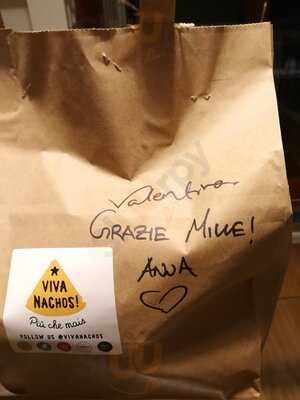 Valentina
GRAZIE MILLE!
ANNA
VIVA
NACHOS!
Più che mais
FOLLOW US @VIVANACHOS